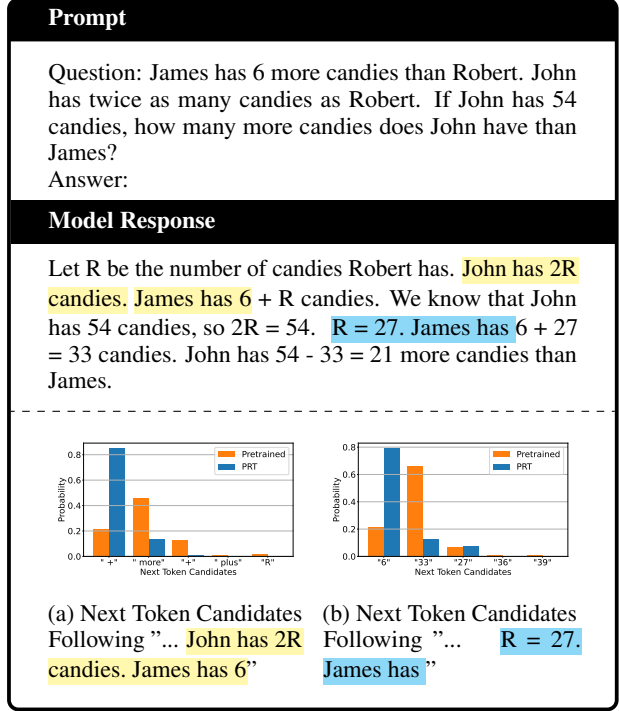 Prompt
Question: James has 6 more candies than Robert. John
has twice as many candies as Robert. If John has 54
candies, how many more candies does John have than
James?
Answer:
Model Response
Let R be the number of candies Robert has. John has 2R
candies. James has 6 + R candies. We know that John
has 54 candies, so 2R = 54. R = 27. James has 6 + 27
= 33 candies. John has 54 - 33 = 21 more candies than
James.
Probability
0.8
0.6
0.4
0.2
0.0
Pretrained
PRT
" +" " more" "+" " plus" "R"
Next Token Candidates
Probability
0.8
0.6
0.4
0.2
0.0
Pretrained
PRT
"6" "33" "27" "36" "39"
Next Token Candidates
(a) Next Token Candidates
Following ”... John has 2R
candies. James has 6”
(b) Next Token Candidates
Following ”... R = 27.
James has ”